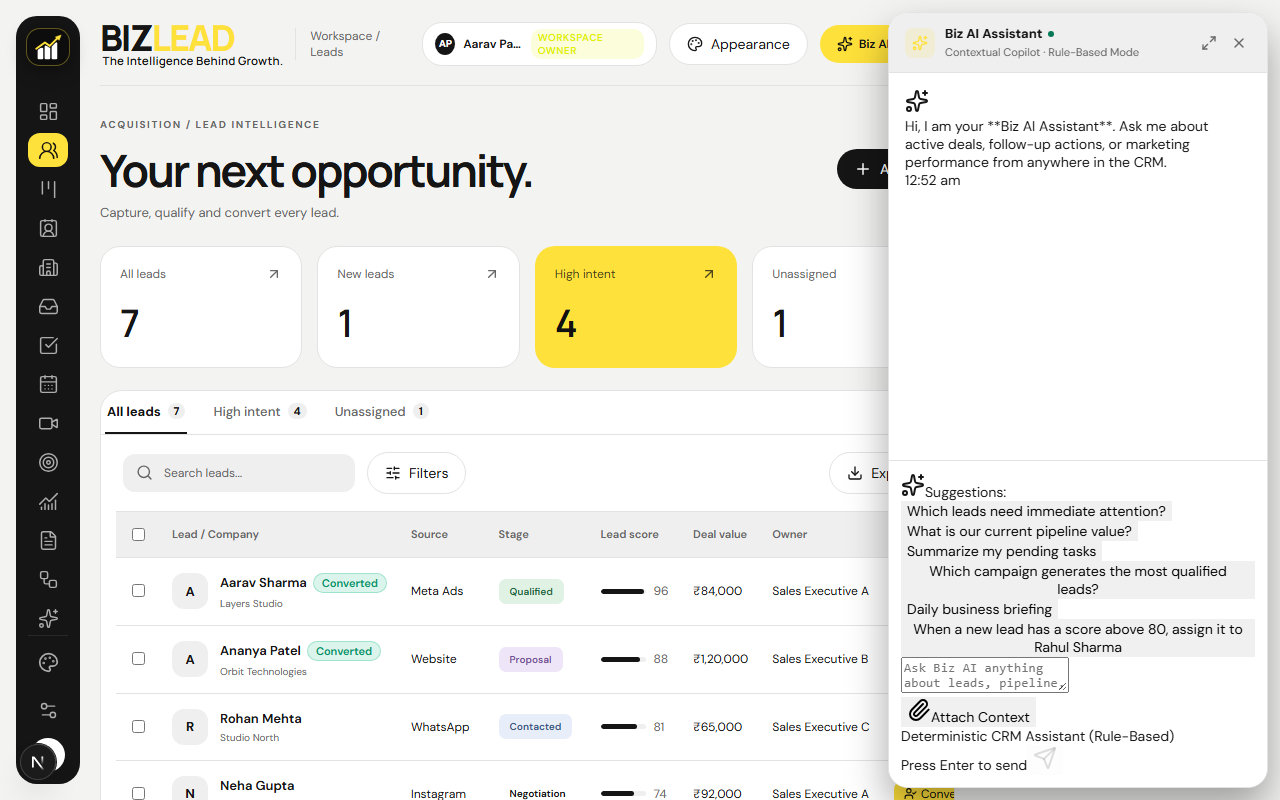 BIZLEAD
The Intelligence Behind Growth.
Workspace /
Leads
AP Aarav Pa... WORKSPACE
OWNER
Appearance
Biz AI
ACQUISITION / LEAD INTELLIGENCE
Your next opportunity.
Capture, qualify and convert every lead.
All leads
7
New leads
1
High intent
4
Unassigned
1
All leads 7
High intent 4
Unassigned 1
Search leads...
Filters
Lead / Company Source Stage Lead score Deal value Owner
A Aarav Sharma Converted
Layers Studio
Meta Ads Qualified 96 ₹84,000 Sales Executive A
A Ananya Patel Converted
Orbit Technologies
Website Proposal 88 ₹1,20,000 Sales Executive B
R Rohan Mehta
Studio North
WhatsApp Contacted 81 ₹65,000 Sales Executive C
N Neha Gupta
Instagram Negotiation 74 ₹92,000 Sales Executive A
Conve
N
Biz AI Assistant
Contextual Copilot · Rule-Based Mode
Hi, I am your **Biz AI Assistant**. Ask me about
active deals, follow-up actions, or marketing
performance from anywhere in the CRM.
12:52 am
Suggestions:
Which leads need immediate attention?
What is our current pipeline value?
Summarize my pending tasks
Which campaign generates the most qualified
leads?
Daily business briefing
When a new lead has a score above 80, assign it to
Rahul Sharma
Ask Biz AI anything
about leads, pipeline,
Attach Context
Deterministic CRM Assistant (Rule-Based)
Press Enter to send